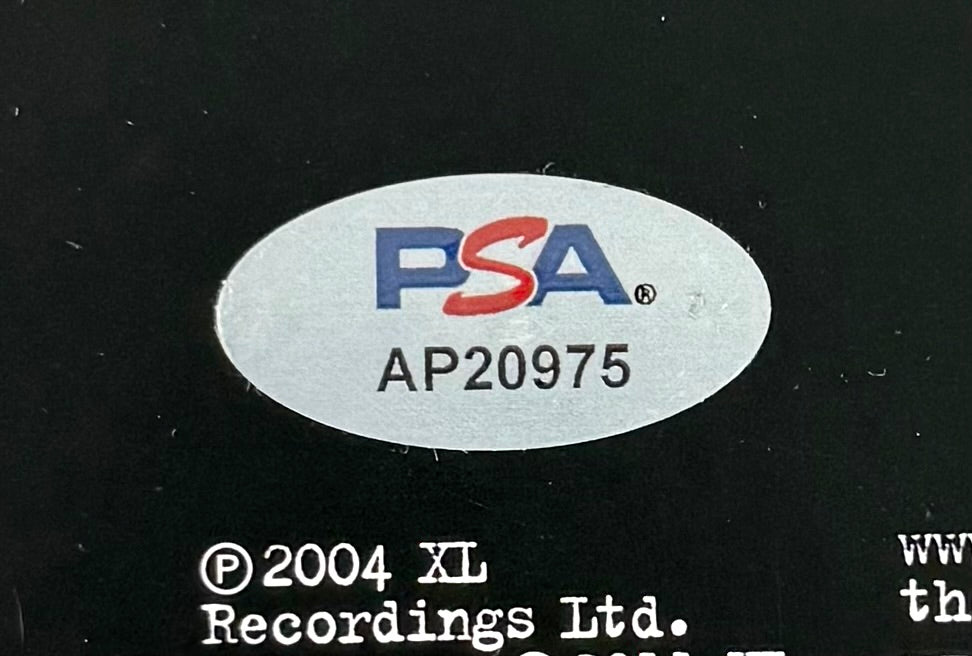 PSA®
AP20975
℗2004 XL
Recordings Ltd.